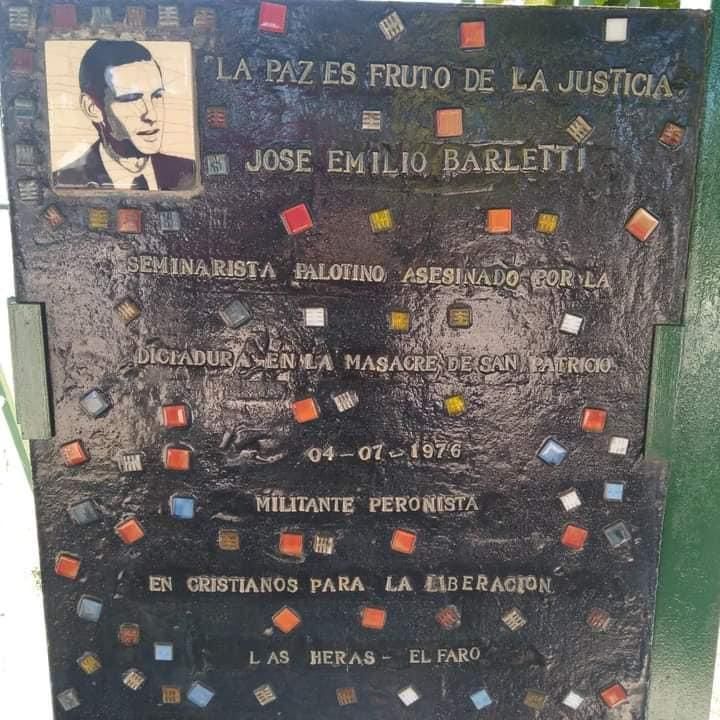 "LA PAZ ES FRUTO DE LA JUSTICIA
JOSE EMILIO BARLETTI
SEMINARISTA PALOTINO ASESINADO POR LA
DICTADURA EN LA MASACRE DE SAN PATRICIO
04-07-1976
MILITANTE PERONISTA
EN CRISTIANOS PARA LA LIBERACION
LAS HERAS - EL FARO